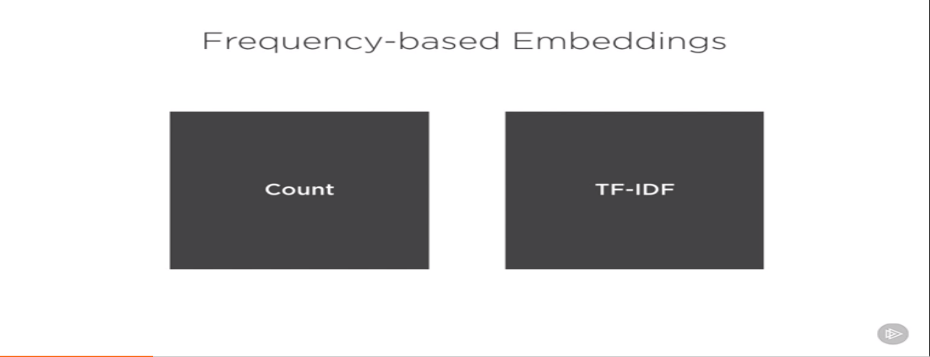 Frequency-based Embeddings
Count
TF-IDF